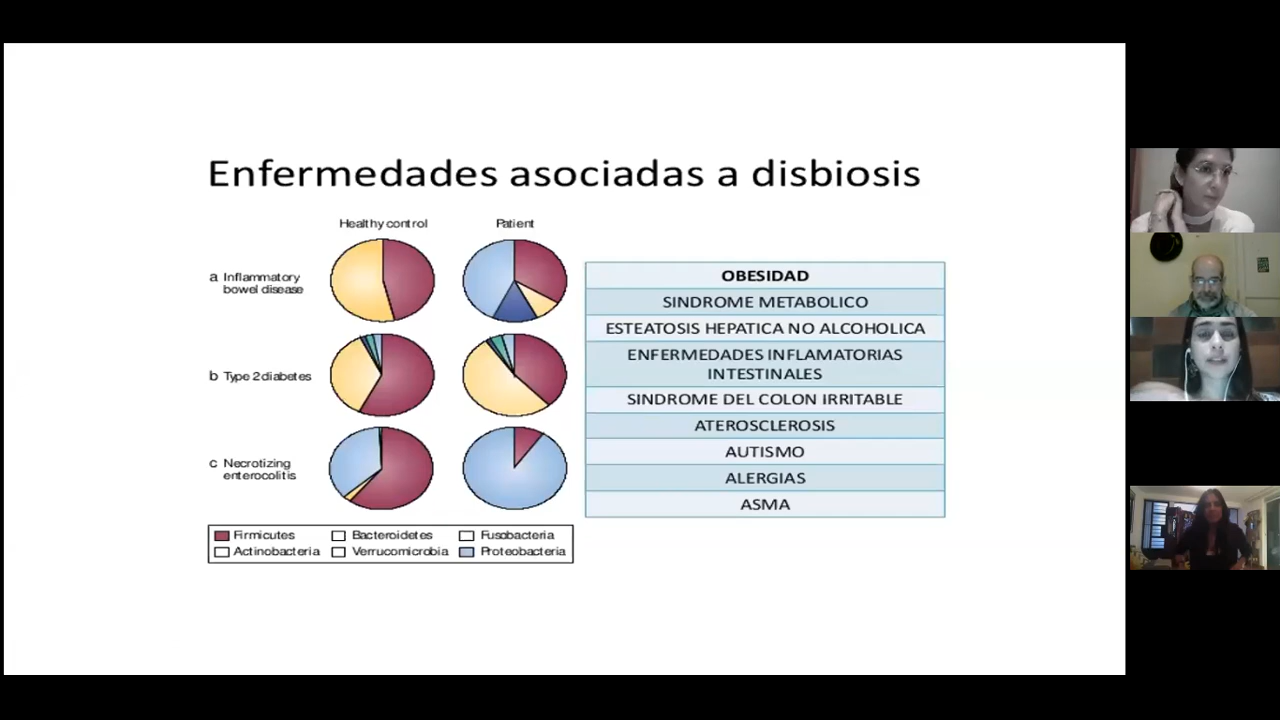 Enfermedades asociadas a disbiosis
Healthy control
Patient
a Inflammatory
bowel disease
b Type 2 diabetes
c Necrotizing
enterocolitis
Firmicutes
Bacteroidetes
Fusobacteria
Actinobacteria
Verrucomicrobia
Proteobacteria
OBESIDAD
SINDROME METABOLICO
ESTEATOSIS HEPATICA NO ALCOHOLICA
ENFERMEDADES INFLAMATORIAS
INTESTINALES
SINDROME DEL COLON IRRITABLE
ATEROSCLEROSIS
AUTISMO
ALERGIAS
ASMA